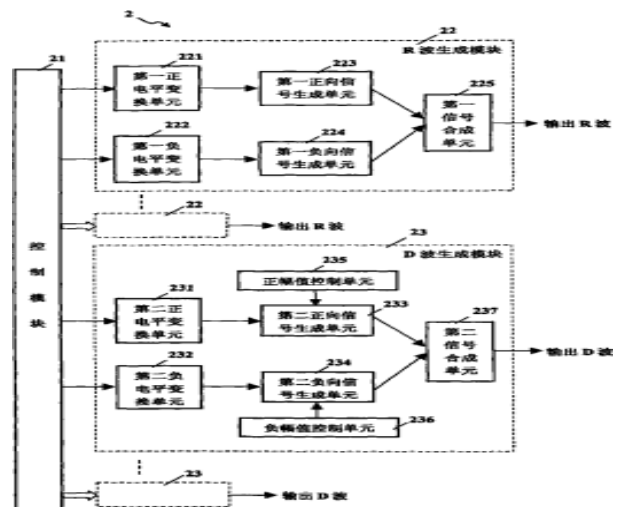 2
21
22
R波生成模块
221
第一正
电平变
换单元
223
第一正向信
号生成单元
225
第一
信号
合成
单元
输出R波
222
第一负
电平变
换单元
224
第一负向信
号生成单元
22
输出R波
控
制
模
块
23
D波生成模块
235
正幅值控制单元
231
第二正
电平变
换单元
233
第二正向信
号生成单元
237
第二
信号
合成
单元
输出D波
232
第二负
电平变
换单元
234
第二负向信
号生成单元
236
负幅值控制单元
23
输出D波